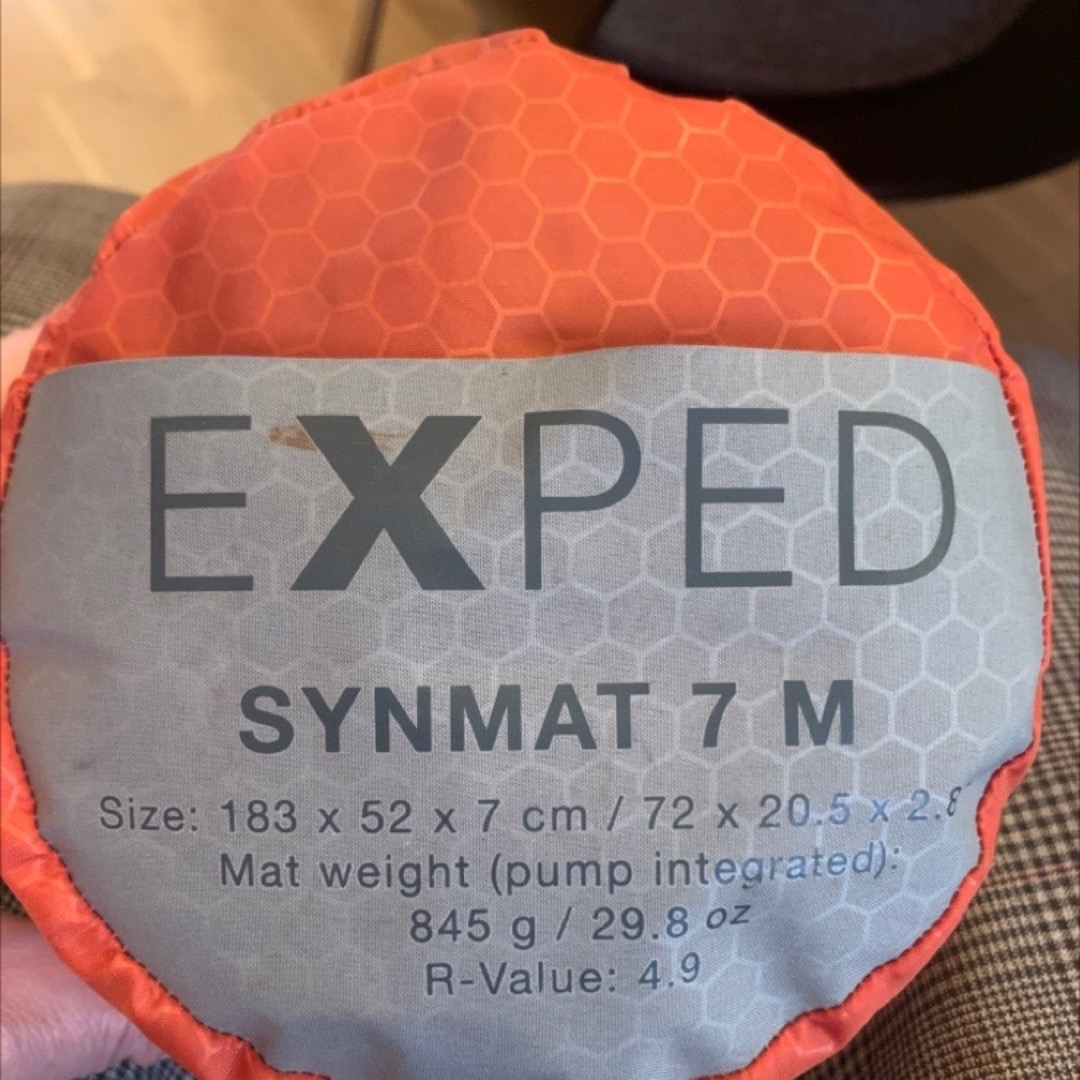 EXPED
SYNMAT 7 M
Size: 183 x 52 x 7 cm / 72 x 20.5 x 2.8"
Mat weight (pump integrated):
845 g / 29.8 oz
R-Value: 4.9